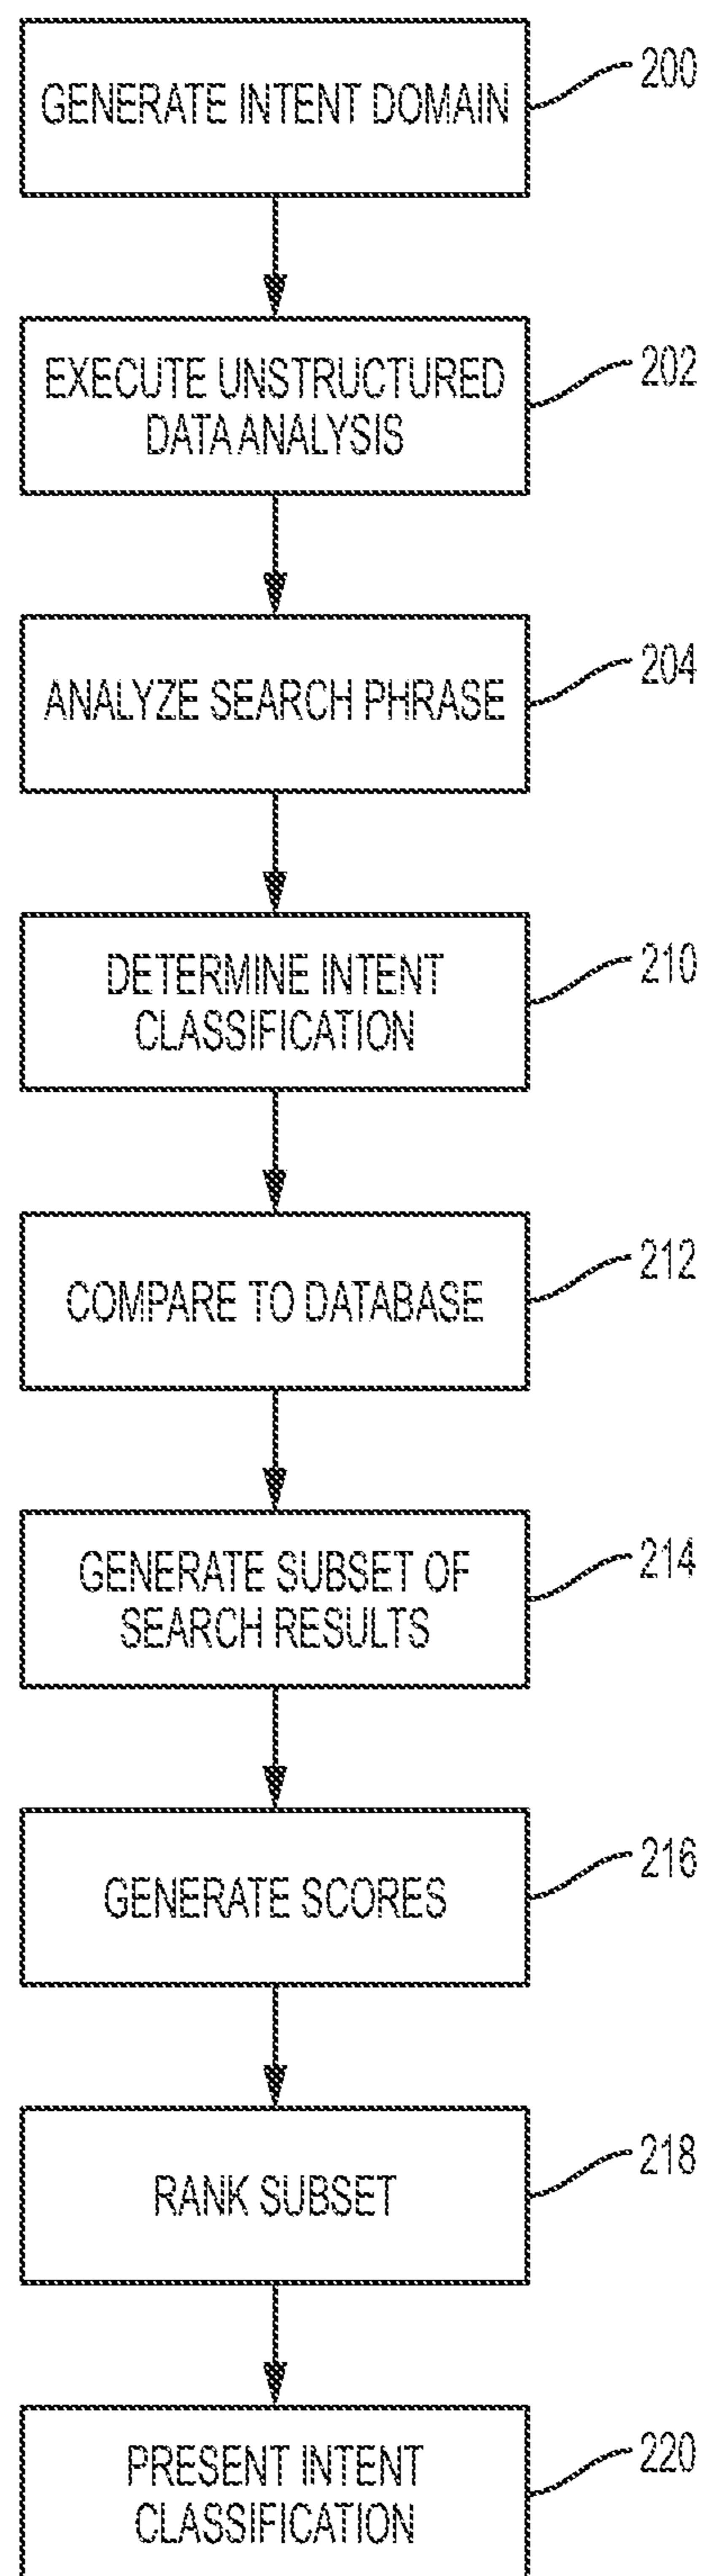 GENERATE INTENT DOMAIN
200
EXECUTE UNSTRUCTURED
DATA ANALYSIS
202
ANALYZE SEARCH PHRASE
204
DETERMINE INTENT
CLASSIFICATION
210
COMPARE TO DATABASE
212
GENERATE SUBSET OF
SEARCH RESULTS
214
GENERATE SCORES
216
RANK SUBSET
218
PRESENT INTENT
CLASSIFICATION
220